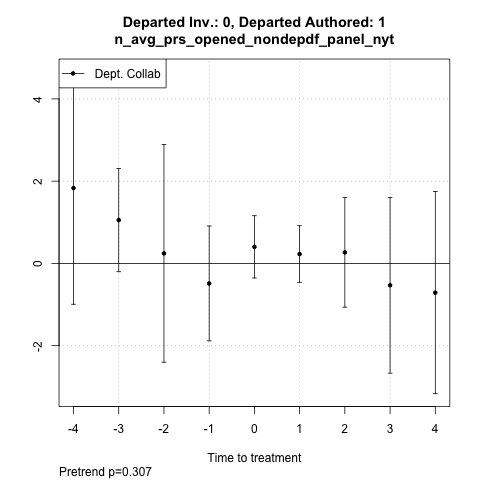 Departed Inv.: 0, Departed Authored: 1
n_avg_prs_opened_nondepdf_panel_nyt
Dept. Collab
4
2
0
-2
-4 -3 -2 -1 0 1 2 3 4
Time to treatment
Pretrend p=0.307